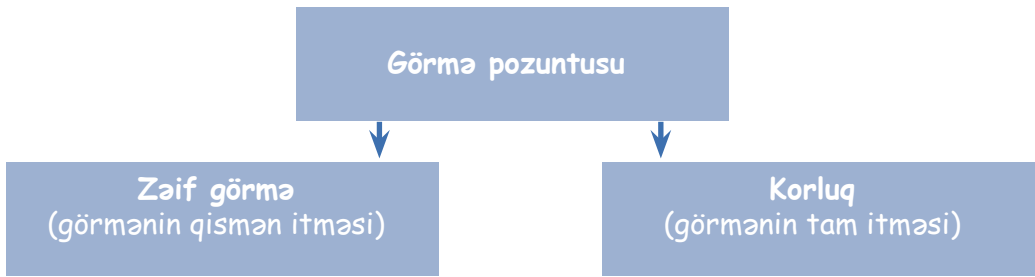 Görmə pozuntusu
Zəif görmə
(görmənin qismən itməsi)
Korluq
(görmənin tam itməsi)